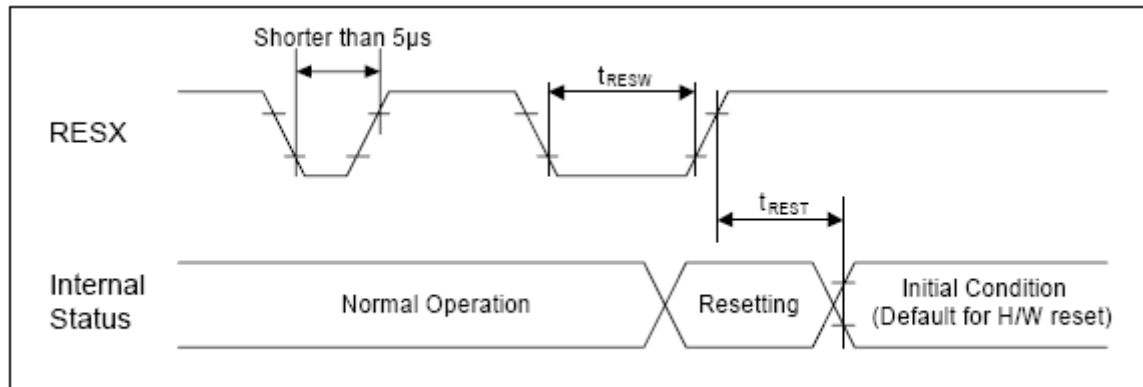 Shorter than 5μs
tRESW
RESX
tREST
Internal
Status
Normal Operation
Resetting
Initial Condition
(Default for H/W reset)